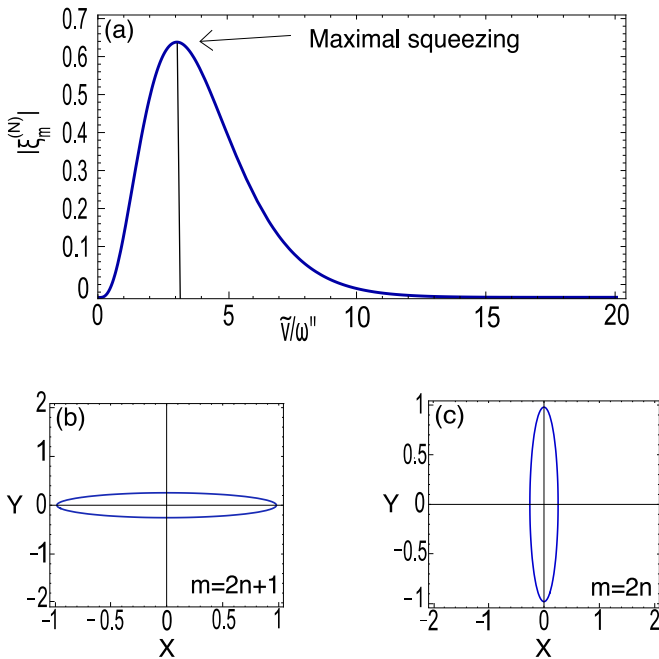 (a)
Maximal squeezing
0.7
0.6
0.5
0.4
0.3
0.2
0.1
0
|ξₘ⁽ᴺ⁾|
0 5 10 15 20
ṽ/ω"
(b)
2
1
0
-1
-2
Y
m=2n+1
-1 -0.5 0 0.5 1
X
(c)
1
0.5
0
-0.5
-1
Y
m=2n
-2 -1 0 1 2
X